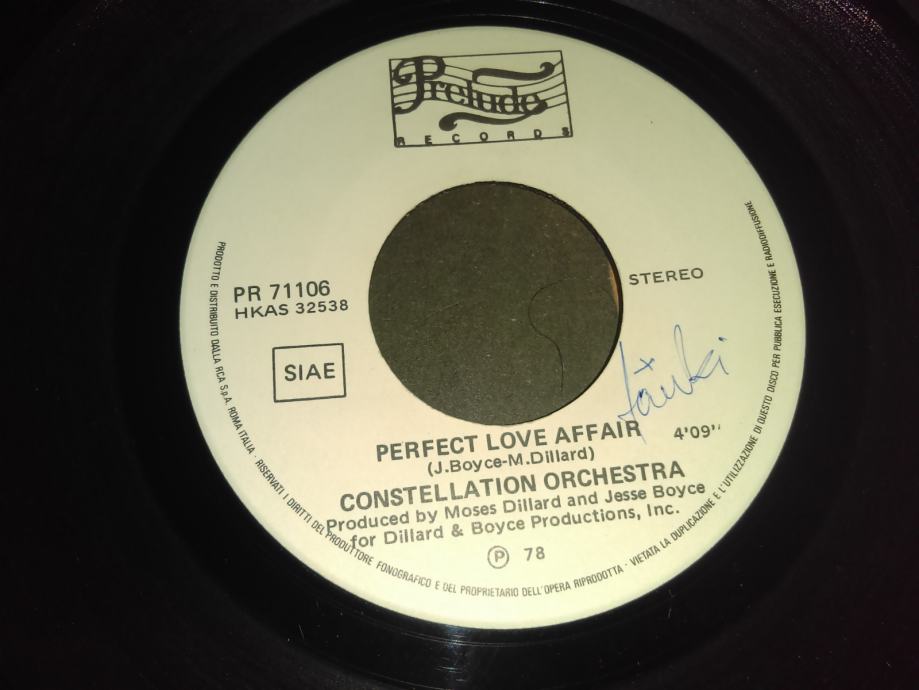 Prelude
RECORDS
PR 71106
HKAS 32538
STEREO
SIAE
PERFECT LOVE AFFAIR 4'09''
(J.Boyce-M.Dillard)
CONSTELLATION ORCHESTRA
Produced by Moses Dillard and Jesse Boyce
for Dillard & Boyce Productions, Inc.
Ⓟ 78
PRODOTTO E DISTRIBUITO DALLA RCA S.p.A. ROMA ITALIA · RISERVATI I DIRITTI DEL PRODUTTORE FONOGRAFICO E DEL PROPRIETARIO DELL'OPERA RIPRODOTTA · VIETATA LA DUPLICAZIONE E L'UTILIZZAZIONE DI QUESTO DISCO PER PUBBLICA ESECUZIONE E RADIODIFFUSIONE